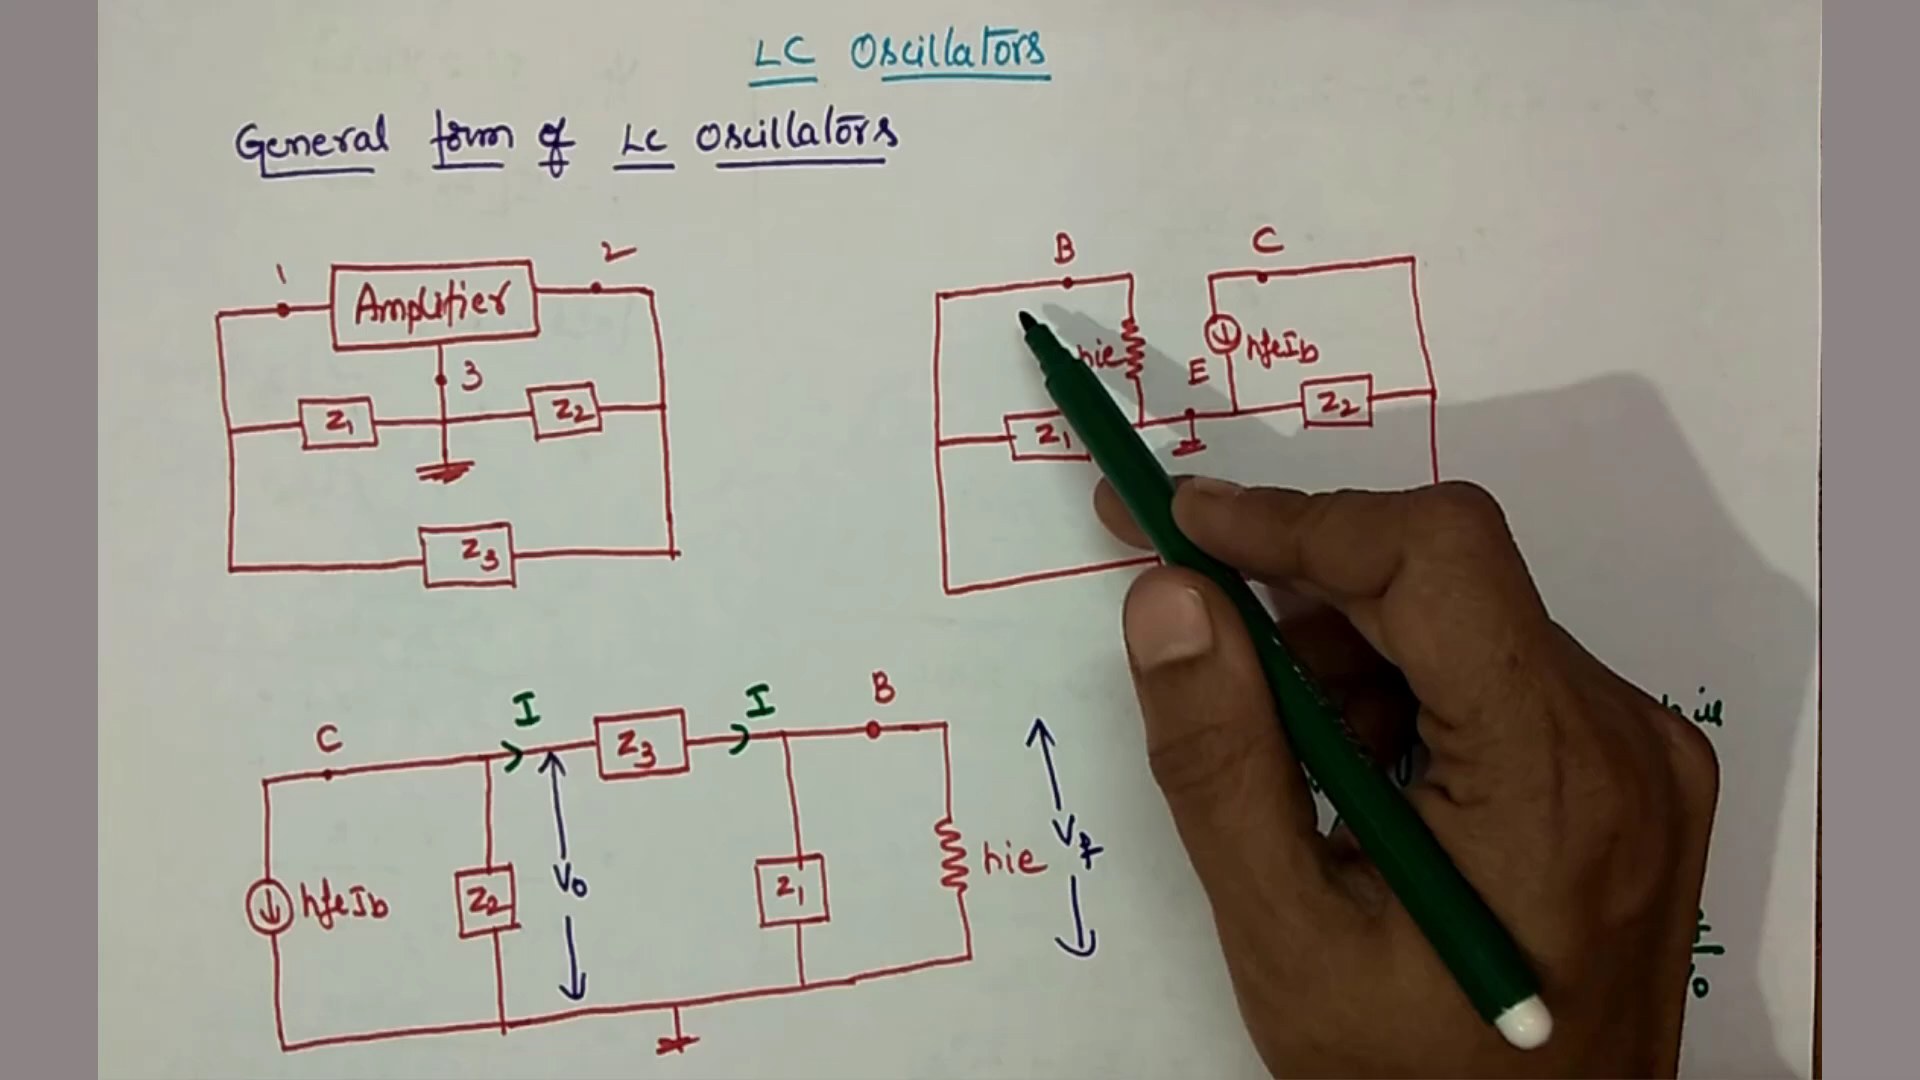 LC Oscillators
General form of LC Oscillators
1
2
Amplifier
3
Z1
Z2
Z3
B
C
hie
E
hfeIb
Z1
Z2
C
I
Z3
I
B
hfeIb
Z2
Vo
Z1
hie
Vf